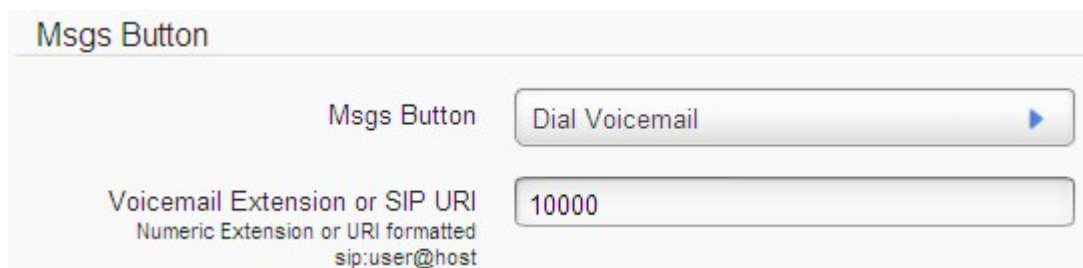 Msgs Button
Msgs Button
Dial Voicemail
Voicemail Extension or SIP URI
10000
Numeric Extension or URI formatted
sip:user@host